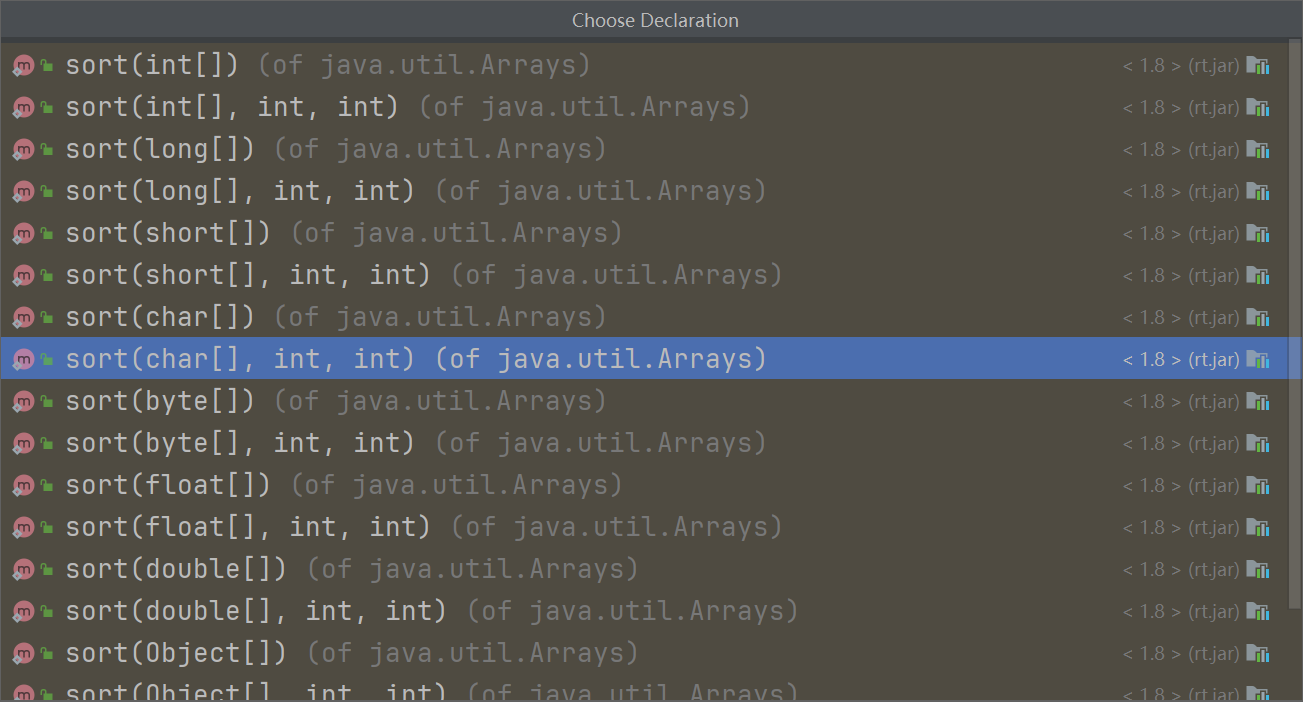 Choose Declaration
sort(int[]) (of java.util.Arrays) < 1.8 > (rt.jar)
sort(int[], int, int) (of java.util.Arrays) < 1.8 > (rt.jar)
sort(long[]) (of java.util.Arrays) < 1.8 > (rt.jar)
sort(long[], int, int) (of java.util.Arrays) < 1.8 > (rt.jar)
sort(short[]) (of java.util.Arrays) < 1.8 > (rt.jar)
sort(short[], int, int) (of java.util.Arrays) < 1.8 > (rt.jar)
sort(char[]) (of java.util.Arrays) < 1.8 > (rt.jar)
sort(char[], int, int) (of java.util.Arrays) < 1.8 > (rt.jar)
sort(byte[]) (of java.util.Arrays) < 1.8 > (rt.jar)
sort(byte[], int, int) (of java.util.Arrays) < 1.8 > (rt.jar)
sort(float[]) (of java.util.Arrays) < 1.8 > (rt.jar)
sort(float[], int, int) (of java.util.Arrays) < 1.8 > (rt.jar)
sort(double[]) (of java.util.Arrays) < 1.8 > (rt.jar)
sort(double[], int, int) (of java.util.Arrays) < 1.8 > (rt.jar)
sort(Object[]) (of java.util.Arrays) < 1.8 > (rt.jar)
sort(Object[], int, int) (of java.util.Arrays) < 1.8 > (rt.jar)